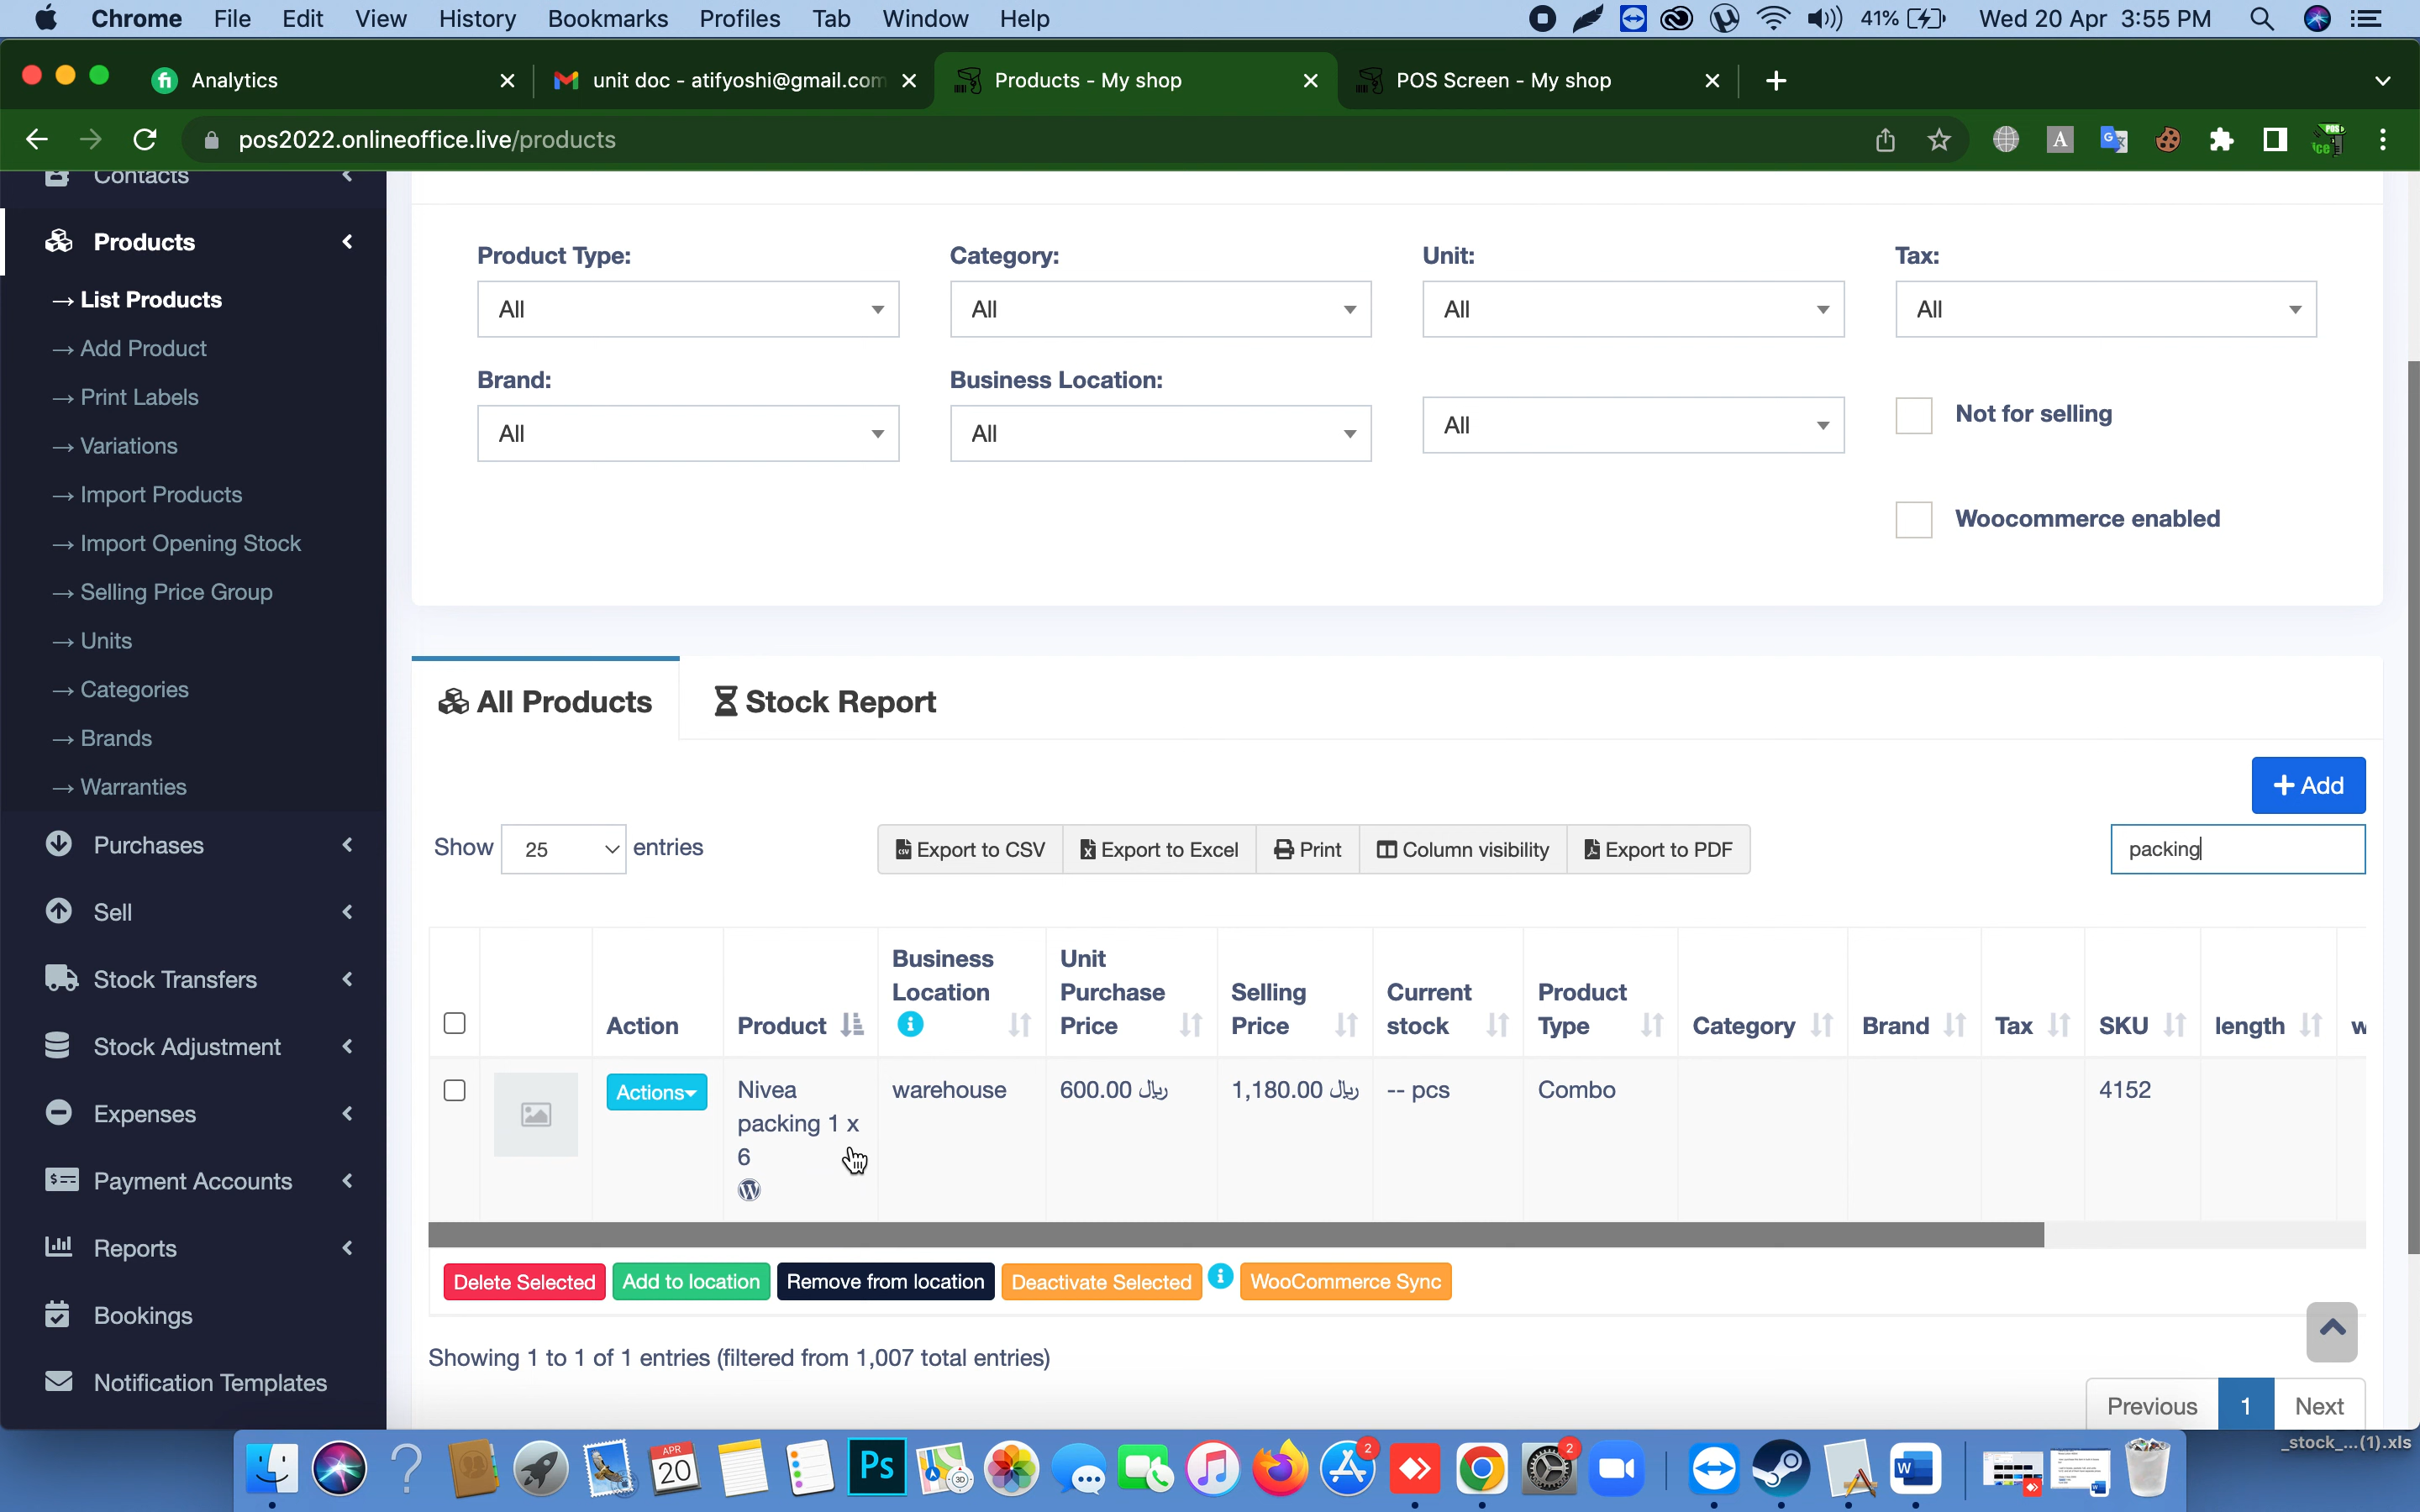 Chrome File Edit View History Bookmarks Profiles Tab Window Help 41% Wed 20 Apr 3:55 PM
Analytics unit doc - atifyoshi@gmail.com Products - My shop POS Screen - My shop
pos2022.onlineoffice.live/products
Contacts
Products
→ List Products
→ Add Product
→ Print Labels
→ Variations
→ Import Products
→ Import Opening Stock
→ Selling Price Group
→ Units
→ Categories
→ Brands
→ Warranties
Purchases
Sell
Stock Transfers
Stock Adjustment
Expenses
Payment Accounts
Reports
Bookings
Notification Templates
Product Type: Category: Unit: Tax:
All All All All
Brand: Business Location:
All All All Not for selling
Woocommerce enabled
All Products Stock Report
+ Add
Show 25 entries Export to CSV Export to Excel Print Column visibility Export to PDF packing
Action Product Business Location Unit Purchase Price Selling Price Current stock Product Type Category Brand Tax SKU length w
Actions Nivea packing 1 x 6 warehouse 600.00 ريال 1,180.00 ريال -- pcs Combo 4152
Delete Selected Add to location Remove from location Deactivate Selected WooCommerce Sync
Showing 1 to 1 of 1 entries (filtered from 1,007 total entries)
Previous 1 Next
_stock_...(1).xls
APR
20
Ps
3D
2
2
W